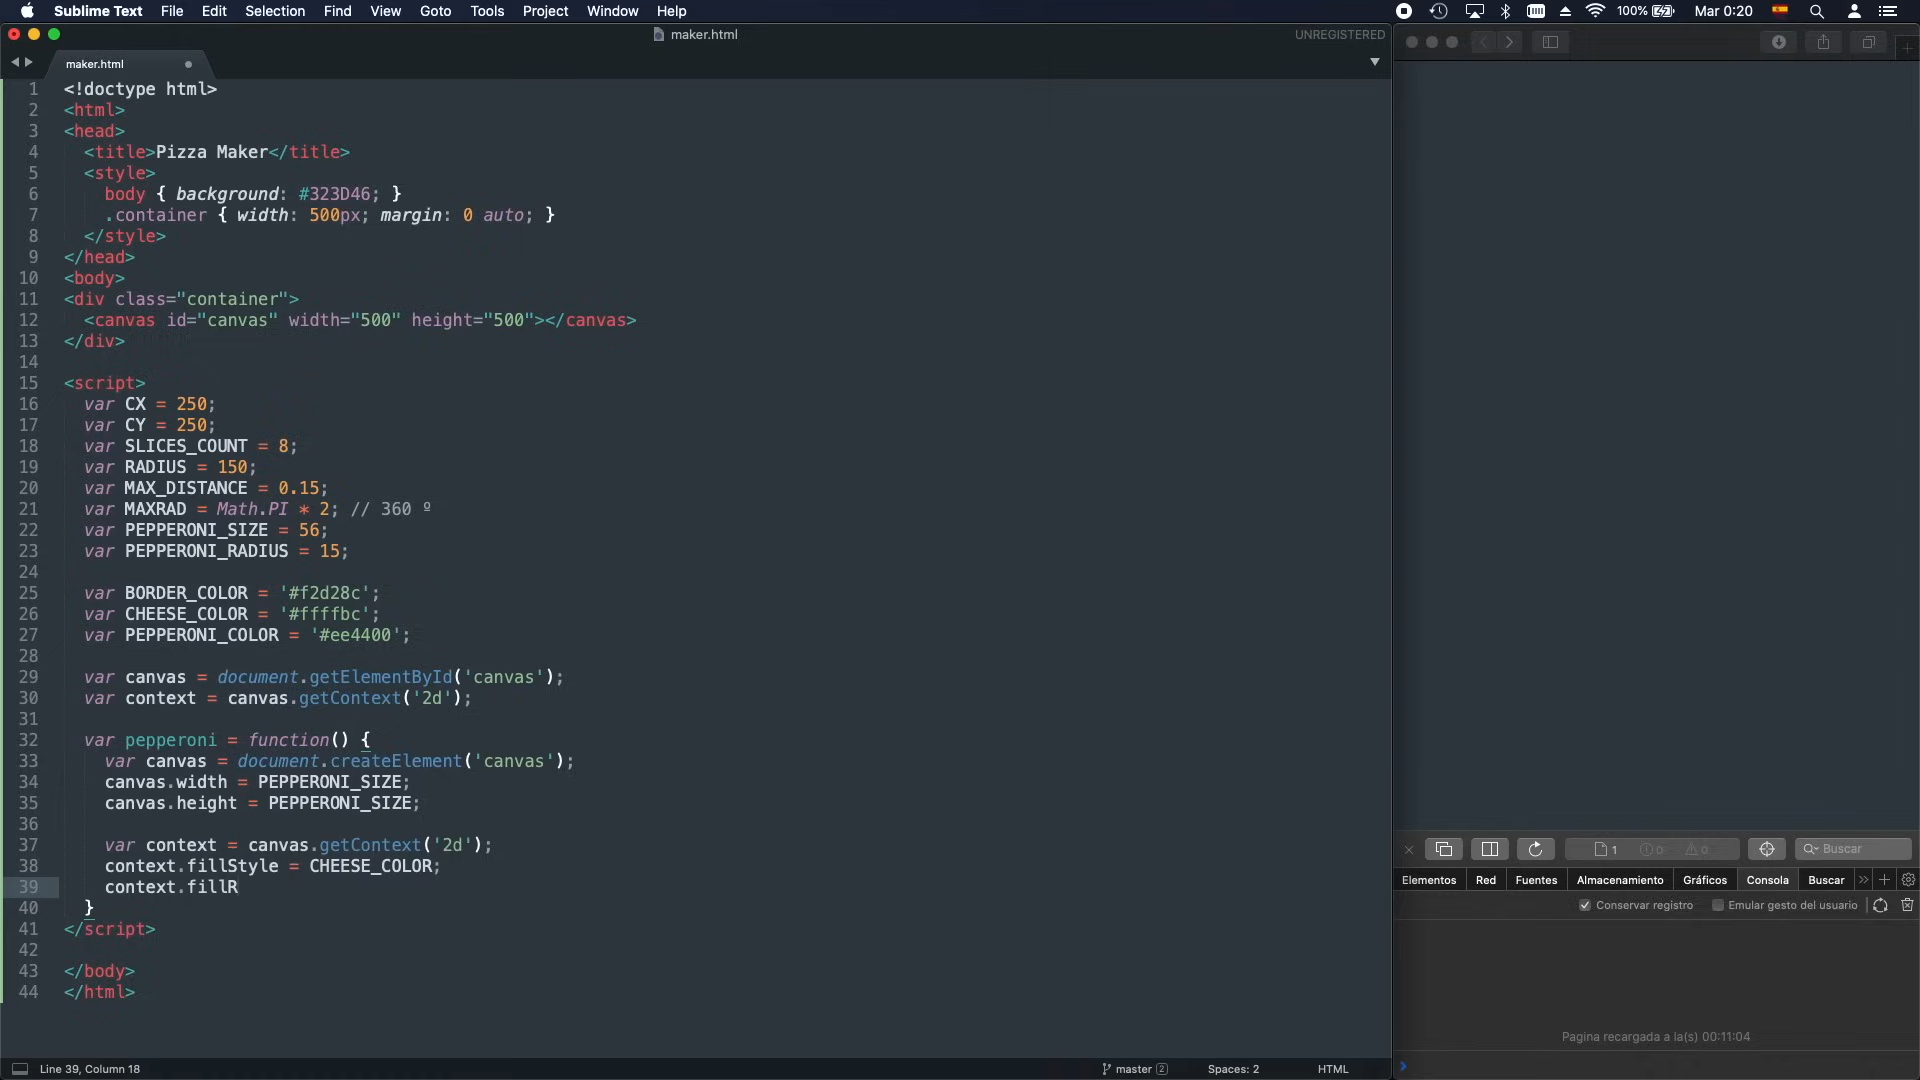 Sublime Text File Edit Selection Find View Goto Tools Project Window Help 100% Mar 0:20
maker.html UNREGISTERED
maker.html
1 <!doctype html>
2 <html>
3 <head>
4 <title>Pizza Maker</title>
5 <style>
6 body { background: #323D46; }
7 .container { width: 500px; margin: 0 auto; }
8 </style>
9 </head>
10 <body>
11 <div class="container">
12 <canvas id="canvas" width="500" height="500"></canvas>
13 </div>
14
15 <script>
16 var CX = 250;
17 var CY = 250;
18 var SLICES_COUNT = 8;
19 var RADIUS = 150;
20 var MAX_DISTANCE = 0.15;
21 var MAXRAD = Math.PI * 2; // 360 º
22 var PEPPERONI_SIZE = 56;
23 var PEPPERONI_RADIUS = 15;
24
25 var BORDER_COLOR = '#f2d28c';
26 var CHEESE_COLOR = '#ffffbc';
27 var PEPPERONI_COLOR = '#ee4400';
28
29 var canvas = document.getElementById('canvas');
30 var context = canvas.getContext('2d');
31
32 var pepperoni = function() {
33 var canvas = document.createElement('canvas');
34 canvas.width = PEPPERONI_SIZE;
35 canvas.height = PEPPERONI_SIZE;
36
37 var context = canvas.getContext('2d');
38 context.fillStyle = CHEESE_COLOR;
39 context.fillR
40 }
41 </script>
42
43 </body>
44 </html>
1 0 0 Buscar
Elementos Red Fuentes Almacenamiento Gráficos Consola Buscar
Conservar registro Emular gesto del usuario
Pagina recargada a la(s) 00:11:04
Line 39, Column 18 master 2 Spaces: 2 HTML